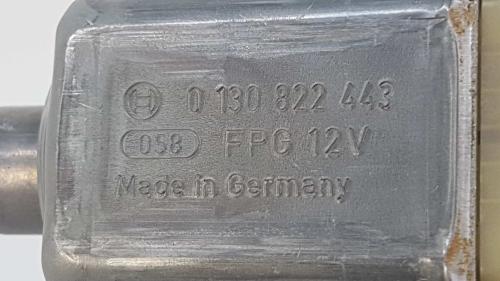 0 130 822 443
058 FPG 12V
Made in Germany